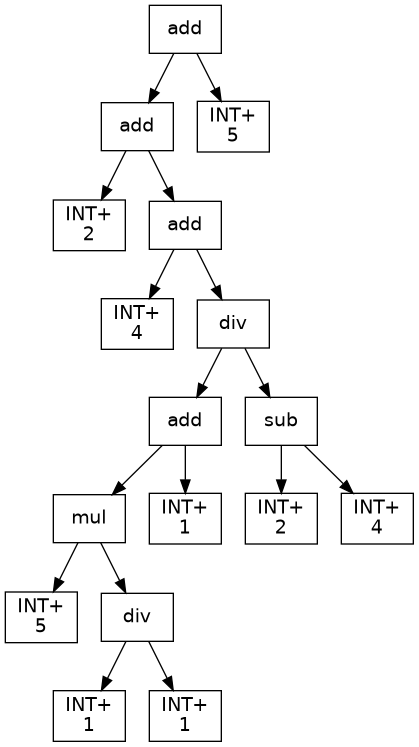 add
add
INT+
5
INT+
2
add
INT+
4
div
add
sub
mul
INT+
1
INT+
2
INT+
4
INT+
5
div
INT+
1
INT+
1